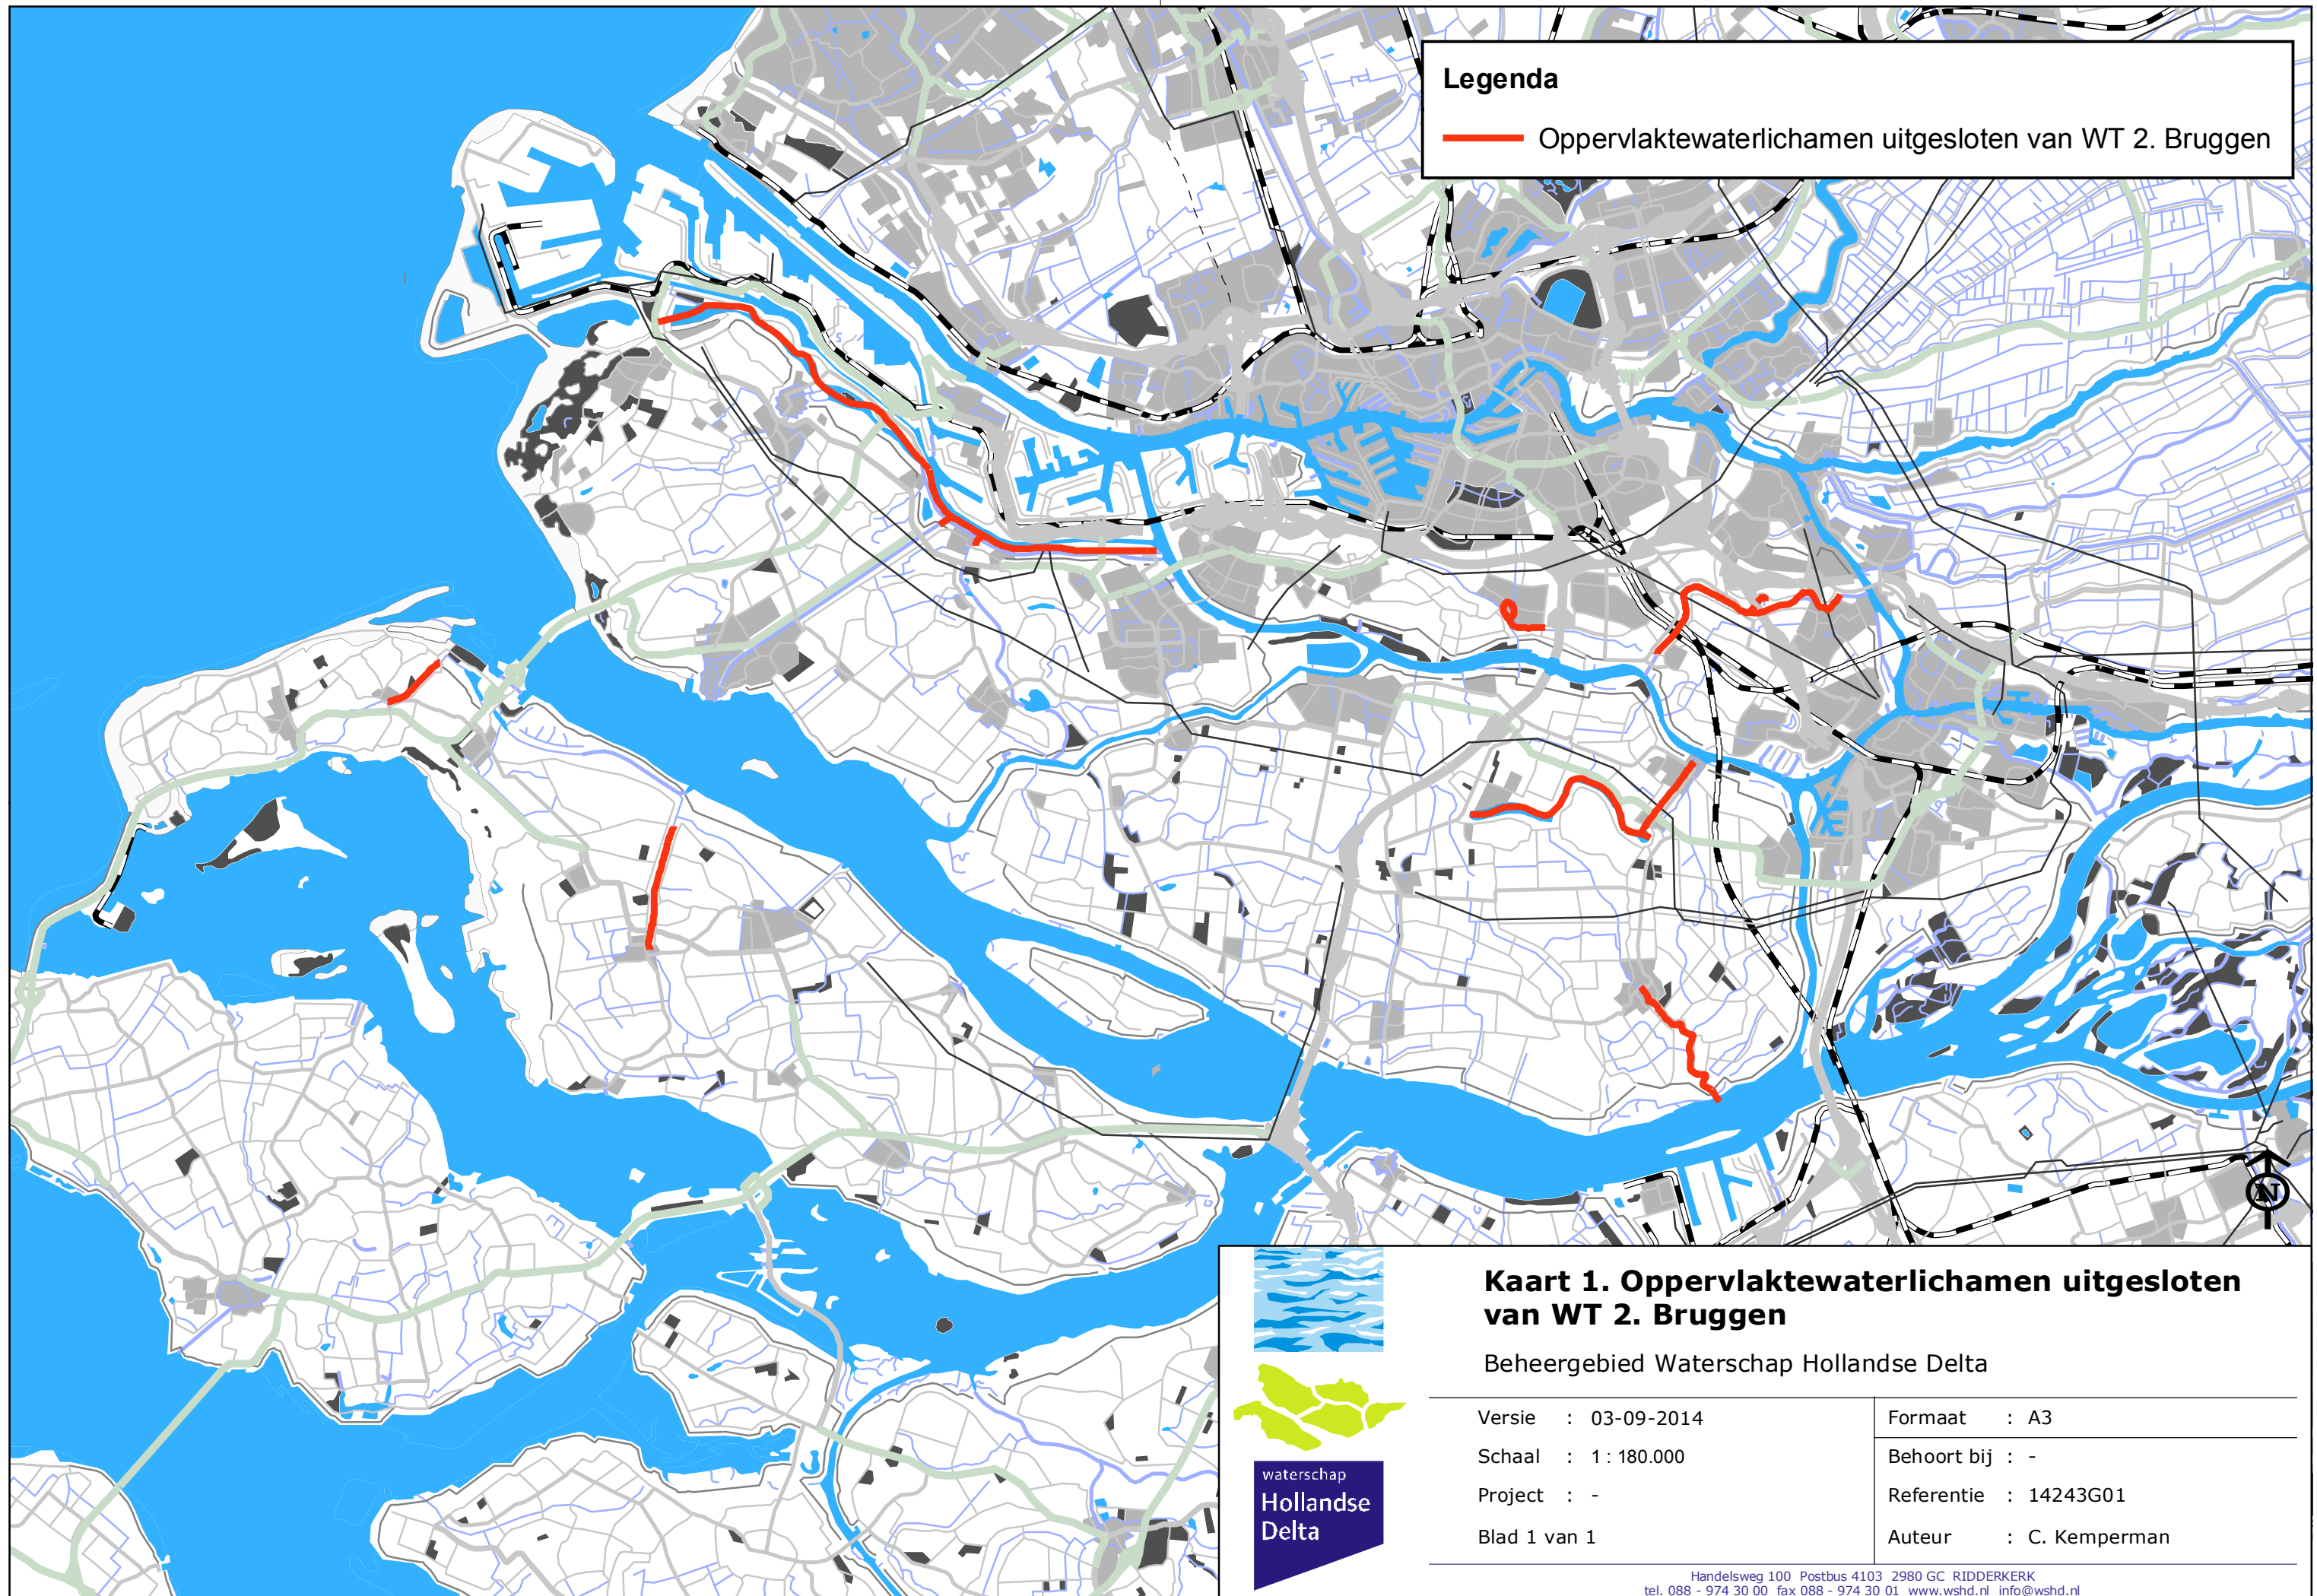 Legenda
Oppervlaktewaterlichamen uitgesloten van WT 2. Bruggen
N
Kaart 1. Oppervlaktewaterlichamen uitgesloten
van WT 2. Bruggen
Beheergebied Waterschap Hollandse Delta
Versie : 03-09-2014
Formaat : A3
Schaal : 1 : 180.000
Behoort bij : -
Project : -
Referentie : 14243G01
Blad 1 van 1
Auteur : C. Kemperman
waterschap
Hollandse
Delta
Handelsweg 100 Postbus 4103 2980 GC RIDDERKERK
tel. 088 - 974 30 00 fax 088 - 974 30 01 www.wshd.nl info@wshd.nl